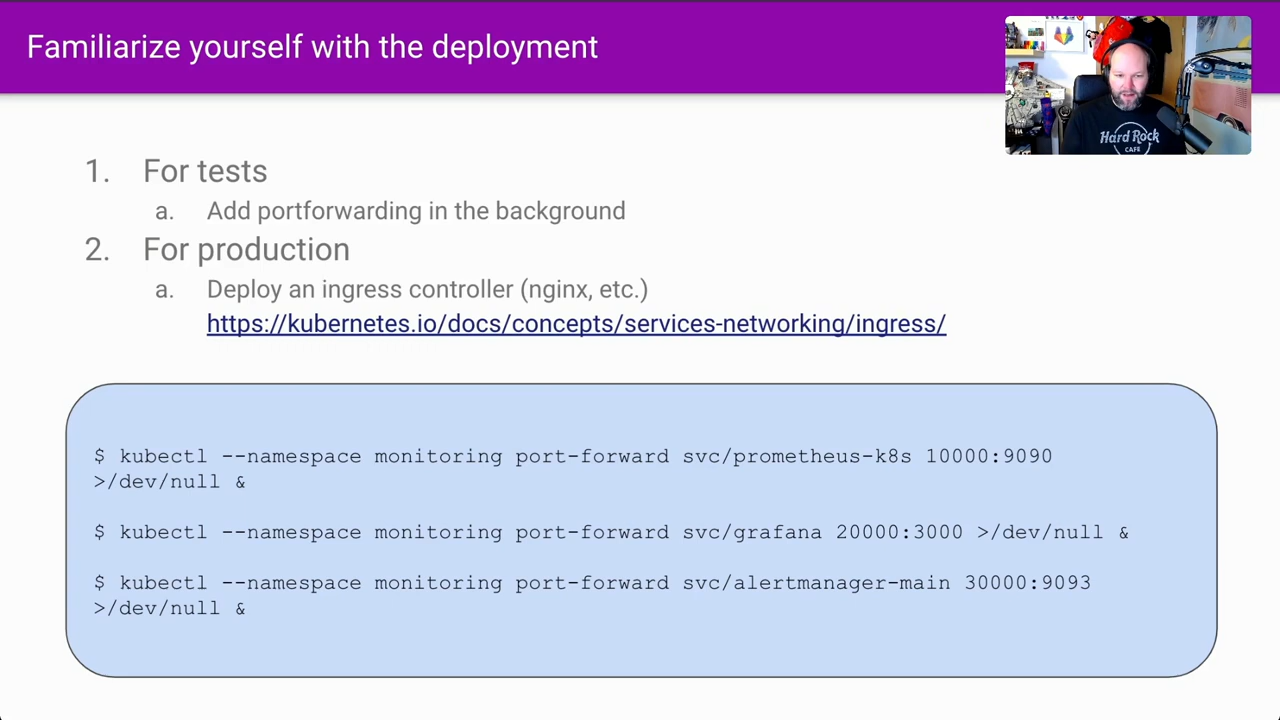 Familiarize yourself with the deployment
Hard Rock
CAFE
1. For tests
a. Add portforwarding in the background
2. For production
a. Deploy an ingress controller (nginx, etc.)
https://kubernetes.io/docs/concepts/services-networking/ingress/
$ kubectl --namespace monitoring port-forward svc/prometheus-k8s 10000:9090
>/dev/null &
$ kubectl --namespace monitoring port-forward svc/grafana 20000:3000 >/dev/null &
$ kubectl --namespace monitoring port-forward svc/alertmanager-main 30000:9093
>/dev/null &